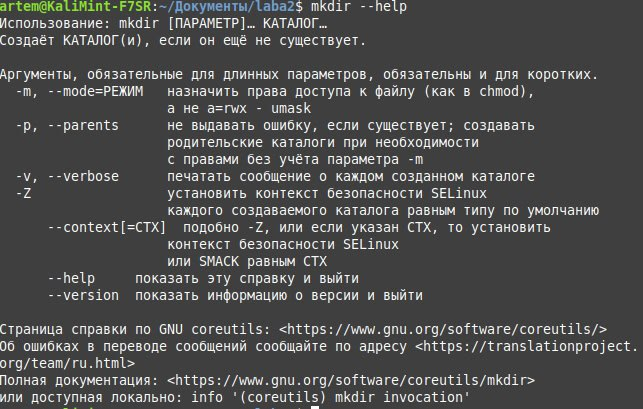 artem@KaliMint-F7SR:~/Документы/laba2$ mkdir --help
Использование: mkdir [ПАРАМЕТР]… КАТАЛОГ…
Создаёт КАТАЛОГ(и), если он ещё не существует.
Аргументы, обязательные для длинных параметров, обязательны и для коротких.
-m, --mode=РЕЖИМ назначить права доступа к файлу (как в chmod),
а не a=rwx - umask
-p, --parents не выдавать ошибку, если существует; создавать
родительские каталоги при необходимости
с правами без учёта параметра -m
-v, --verbose печатать сообщение о каждом созданном каталоге
-Z установить контекст безопасности SELinux
каждого создаваемого каталога равным типу по умолчанию
--context[=CTX] подобно -Z, или если указан CTX, то установить
контекст безопасности SELinux
или SMACK равным CTX
--help показать эту справку и выйти
--version показать информацию о версии и выйти
Страница справки по GNU coreutils: <https://www.gnu.org/software/coreutils/>
Об ошибках в переводе сообщений сообщайте по адресу <https://translationproject.
org/team/ru.html>
Полная документация: <https://www.gnu.org/software/coreutils/mkdir>
или доступная локально: info '(coreutils) mkdir invocation'